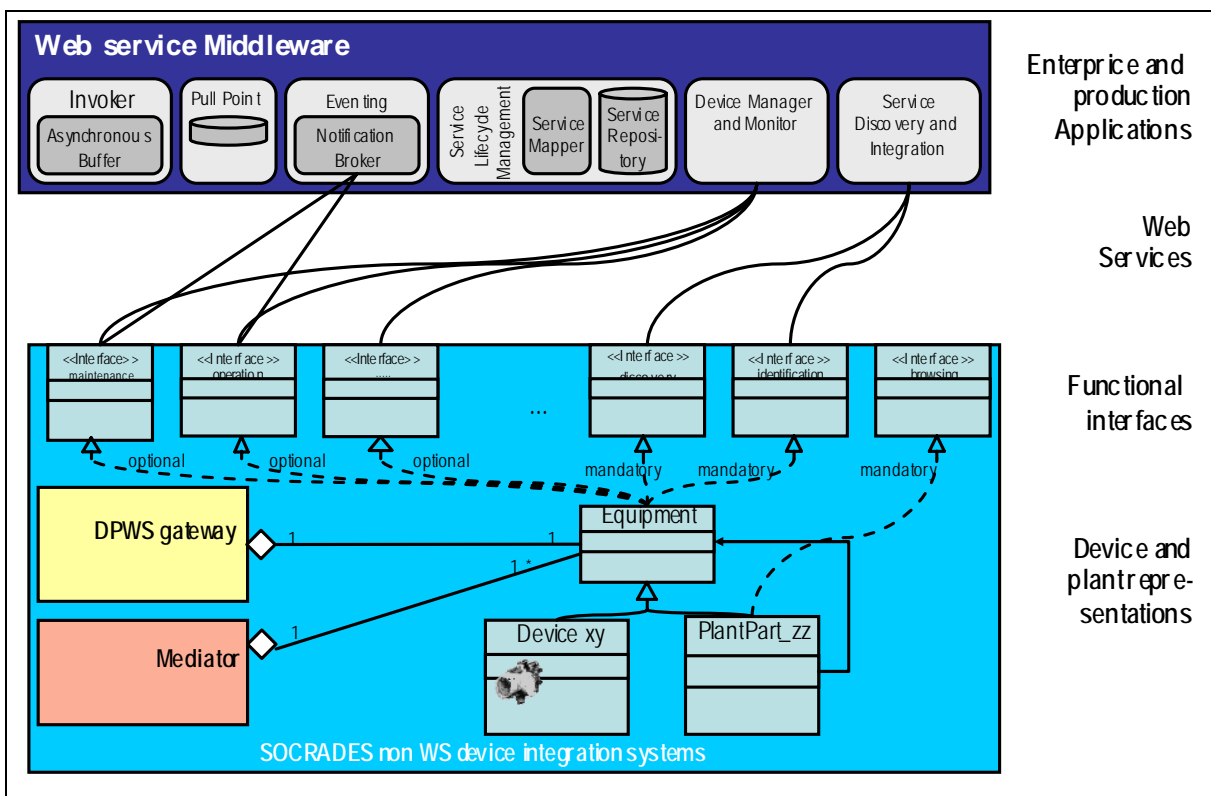 Web service Middleware
Invoker
Asynchronous
Buffer
Pull Point
Eventing
Notification
Broker
Service
Lifecycle
Management
Service
Mapper
Service
Reposi-
tory
Device Manager
and Monitor
Service
Discovery and
Integration
Enterprice and
production
Applications
Web
Services
<<Interface>>
maintenance
<<Interface>>
operation
<<Interface>>
.....
...
<<Interface>>
discovery
<<Interface>>
identification
<<Interface>>
browsing
Functional
interfaces
optional
optional
optional
mandatory
mandatory
mandatory
DPWS gateway
1
1
Equipment
1..*
1
Mediator
Device xy
PlantPart_zz
Device and
plant repre-
sentations
SOCRADES non WS device integration systems